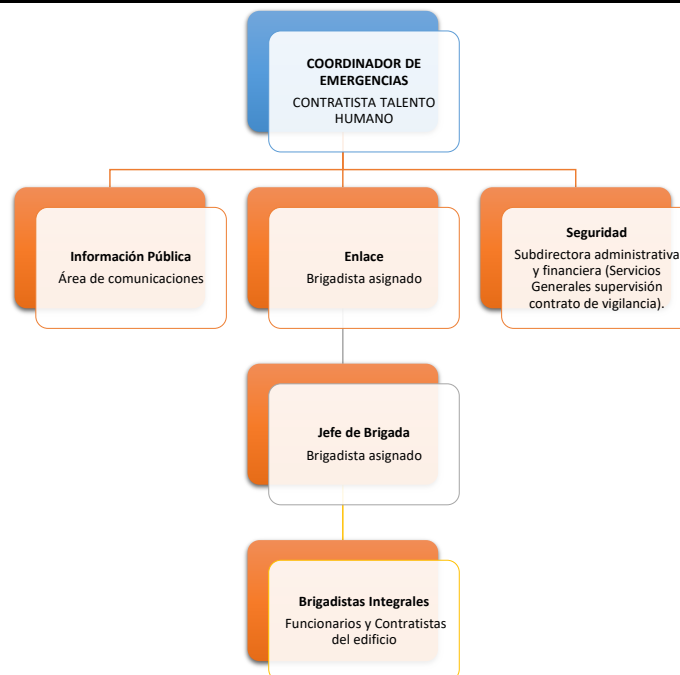 COORDINADOR DE
EMERGENCIAS
CONTRATISTA TALENTO
HUMANO
Información Pública
Área de comunicaciones
Enlace
Brigadista asignado
Seguridad
Subdirectora administrativa
y financiera (Servicios
Generales supervisión
contrato de vigilancia).
Jefe de Brigada
Brigadista asignado
Brigadistas Integrales
Funcionarios y Contratistas
del edificio